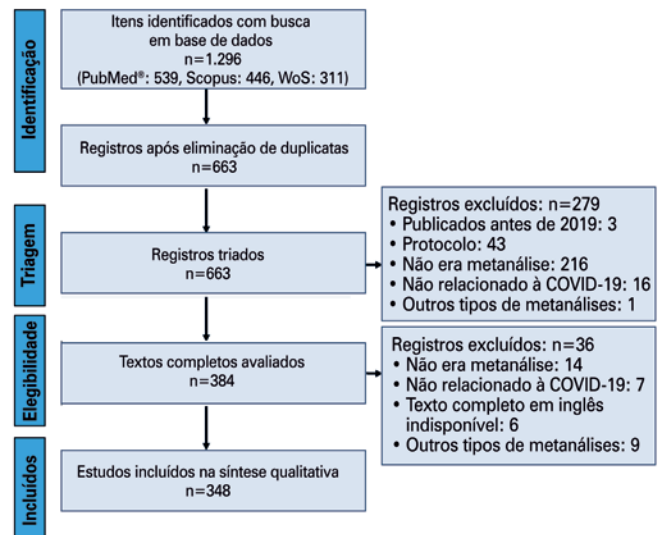 Identificação
Itens identificados com busca
em base de dados
n=1.296
(PubMed®: 539, Scopus: 446, WoS: 311)
Registros após eliminação de duplicatas
n=663
Triagem
Registros triados
n=663
Registros excluídos: n=279
• Publicados antes de 2019: 3
• Protocolo: 43
• Não era metanálise: 216
• Não relacionado à COVID-19: 16
• Outros tipos de metanálises: 1
Elegibilidade
Textos completos avaliados
n=384
Registros excluídos: n=36
• Não era metanálise: 14
• Não relacionado à COVID-19: 7
• Texto completo em inglês
indisponível: 6
• Outros tipos de metanálises: 9
Incluídos
Estudos incluídos na síntese qualitativa
n=348